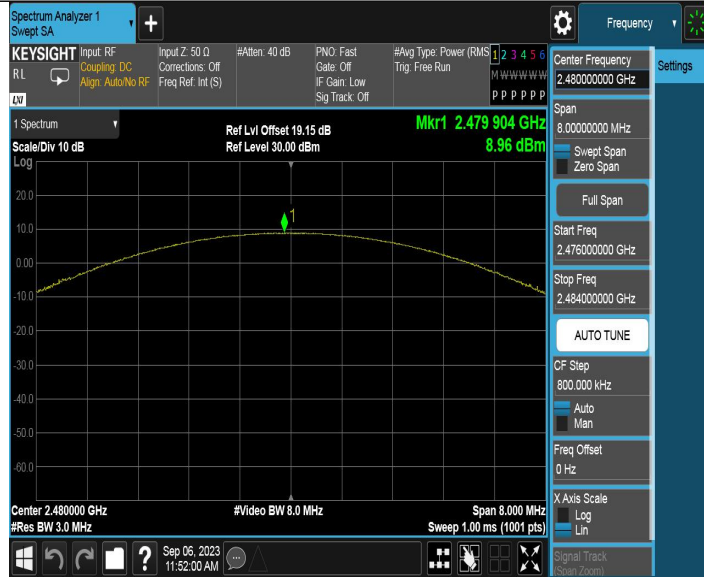 Spectrum Analyzer 1
Swept SA
+
Frequency
KEYSIGHT
R L
LXI
Input: RF
Coupling: DC
Align: Auto/No RF
Input Z: 50 Ω
Corrections: Off
Freq Ref: Int (S)
#Atten: 40 dB
PNO: Fast
Gate: Off
IF Gain: Low
Sig Track: Off
#Avg Type: Power (RMS
Trig: Free Run
1 2 3 4 5 6
M W W W W W
P P P P P P
1 Spectrum
Scale/Div 10 dB
Log
Ref Lvl Offset 19.15 dB
Ref Level 30.00 dBm
Mkr1 2.479 904 GHz
8.96 dBm
1
20.0
10.0
0.00
-10.0
-20.0
-30.0
-40.0
-50.0
-60.0
Center 2.480000 GHz
#Res BW 3.0 MHz
#Video BW 8.0 MHz
Span 8.000 MHz
Sweep 1.00 ms (1001 pts)
?
Sep 06, 2023
11:52:00 AM
Center Frequency
2.480000000 GHz
Span
8.00000000 MHz
Swept Span
Zero Span
Full Span
Start Freq
2.476000000 GHz
Stop Freq
2.484000000 GHz
AUTO TUNE
CF Step
800.000 kHz
Auto
Man
Freq Offset
0 Hz
X Axis Scale
Log
Lin
Signal Track
(Span Zoom)
Settings